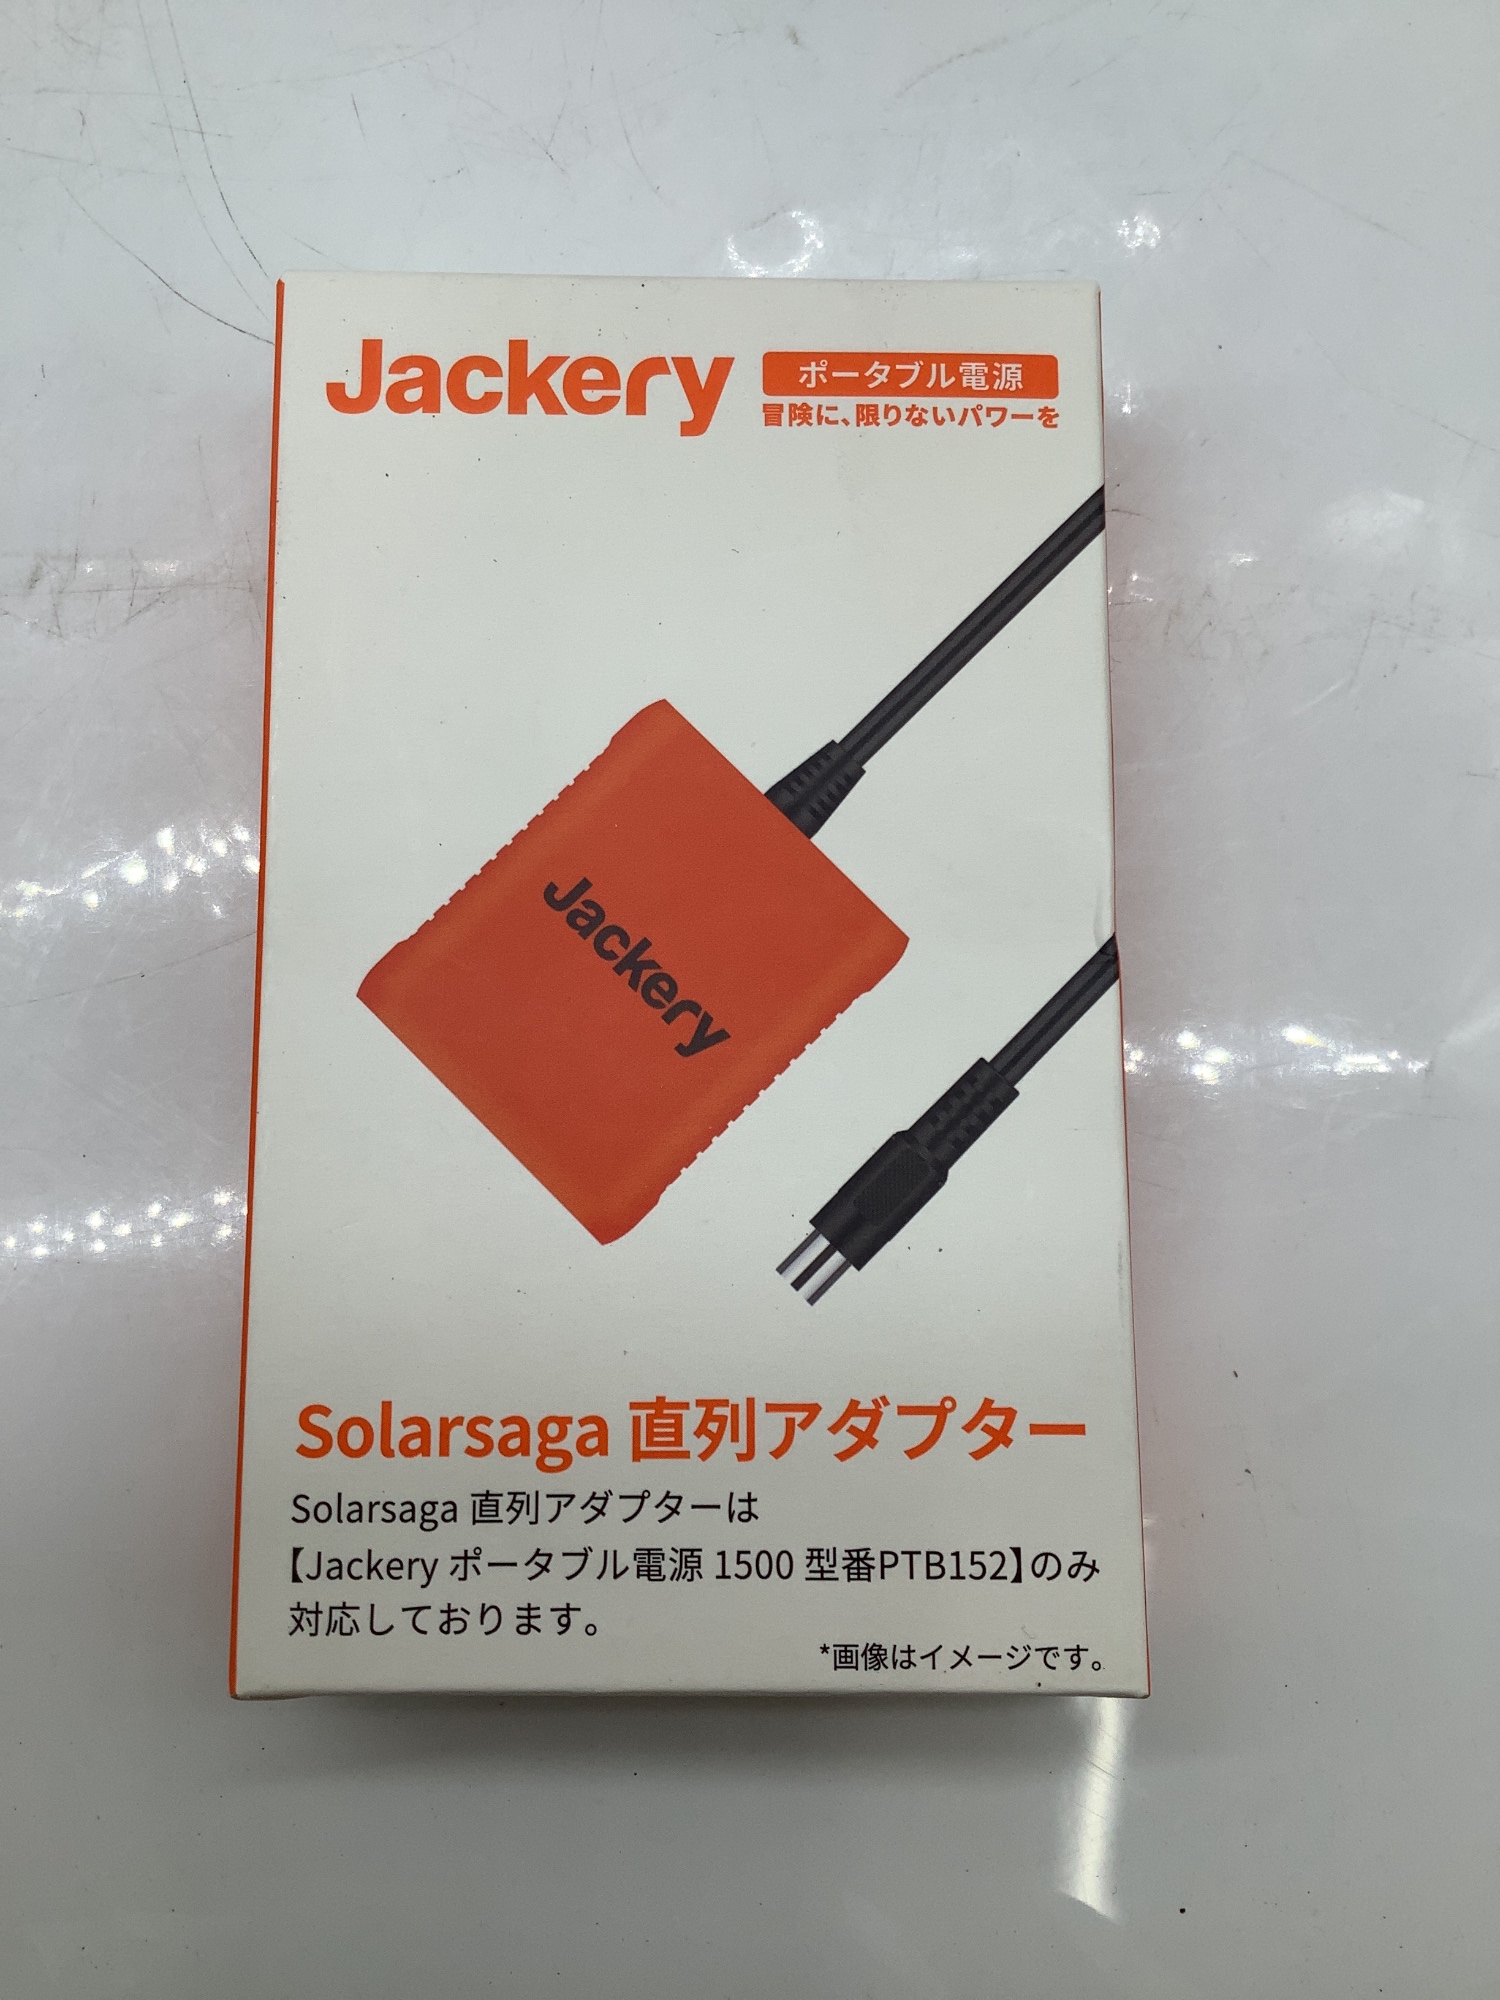 Jackery
ポータブル電源
冒険に、限りないパワーを
Jackery
Solarsaga 直列アダプター
Solarsaga 直列アダプターは
【Jackery ポータブル電源 1500 型番PTB152】のみ
対応しております。
*画像はイメージです。